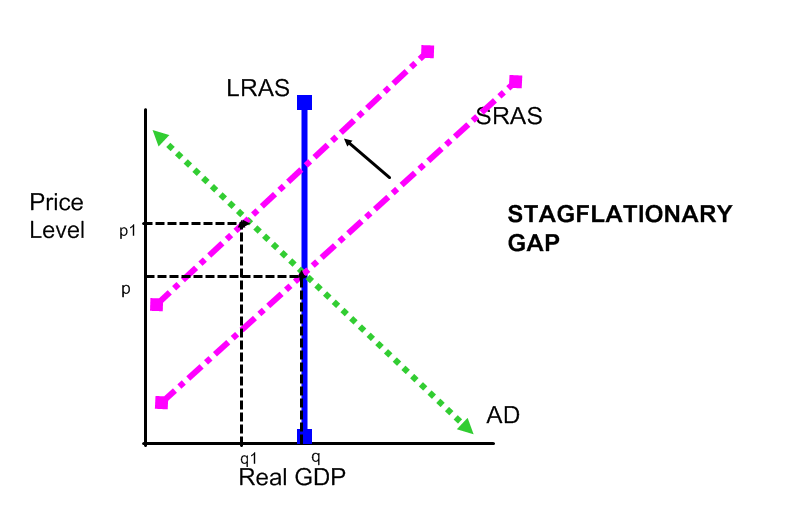 LRAS
SRAS
Price
Level
p1
STAGFLATIONARY
GAP
p
AD
q1
q
Real GDP